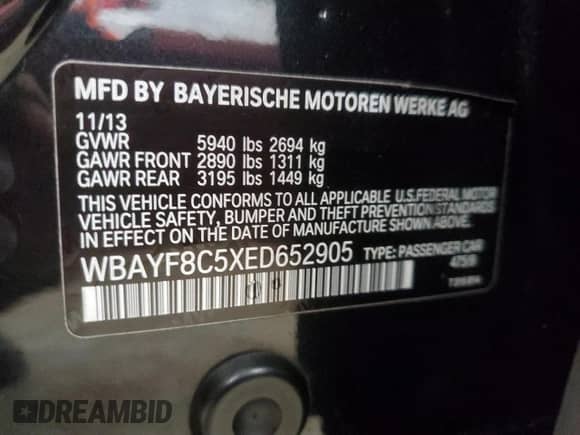 MFD BY BAYERISCHE MOTOREN WERKE AG
11/13
GVWR 5940 lbs 2694 kg
GAWR FRONT 2890 lbs 1311 kg
GAWR REAR 3195 lbs 1449 kg
THIS VEHICLE CONFORMS TO ALL APPLICABLE U.S.FEDERAL MOTOR
VEHICLE SAFETY, BUMPER AND THEFT PREVENTION STANDARDS
IN EFFECT ON THE DATE OF MANUFACTURE SHOWN ABOVE.
WBAYF8C5XED652905 TYPE: PASSENGER CAR
DREAMBID